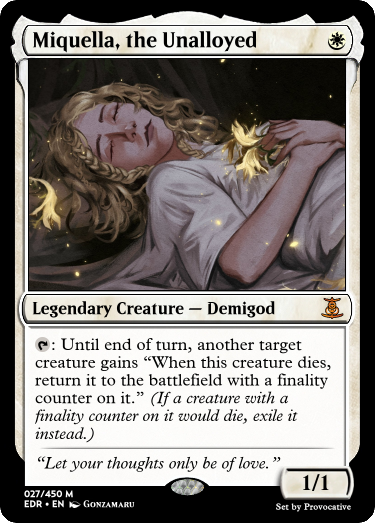 Miquella, the Unalloyed
Legendary Creature — Demigod
: Until end of turn, another target
creature gains “When this creature dies,
return it to the battlefield with a finality
counter on it.” (If a creature with a
finality counter on it would die, exile it
instead.)
“Let your thoughts only be of love.”
1/1
027/450 M
EDR • EN Gonzamaru
Set by Provocative